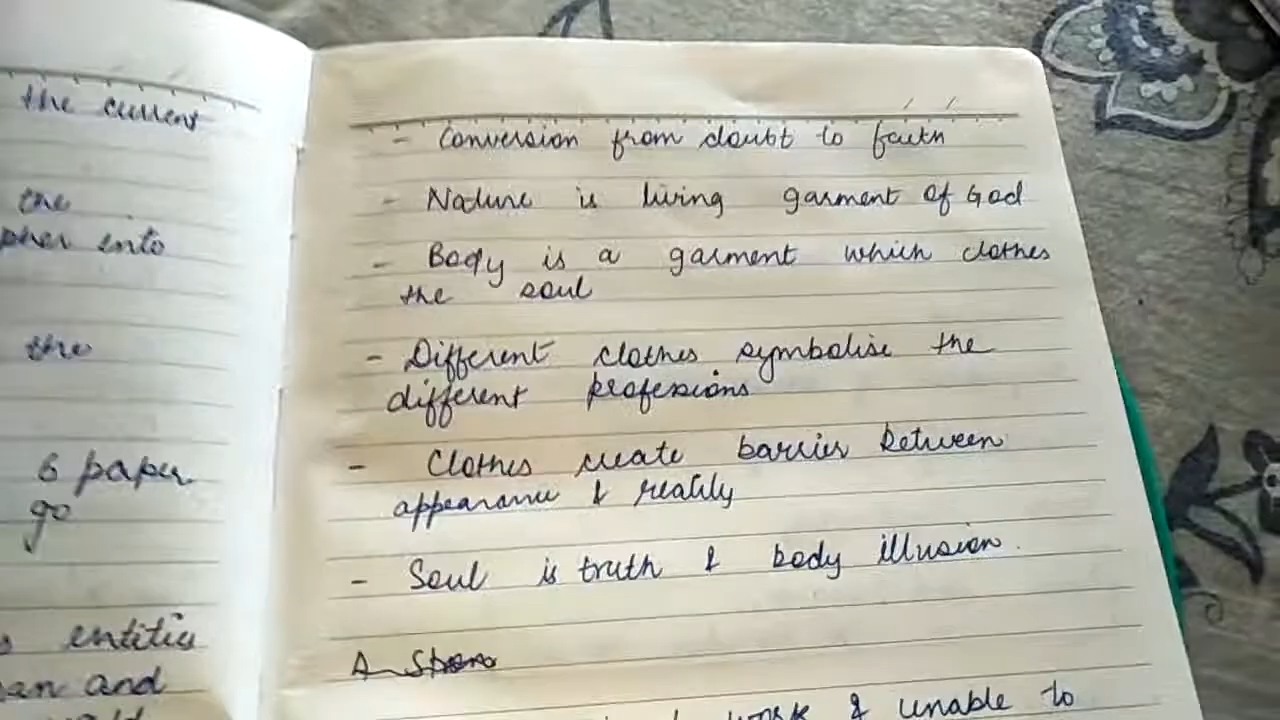 the current
the
into
the
6 paper
go
entities
and
- Conversion from doubt to faith
- Nature is living garment of God
- Body is a garment which clothes
the soul
- Different clothes symbolise the
different professions
- Clothes create barrier between
appearance & reality
- Soul is truth & body illusion.
A
work & unable to